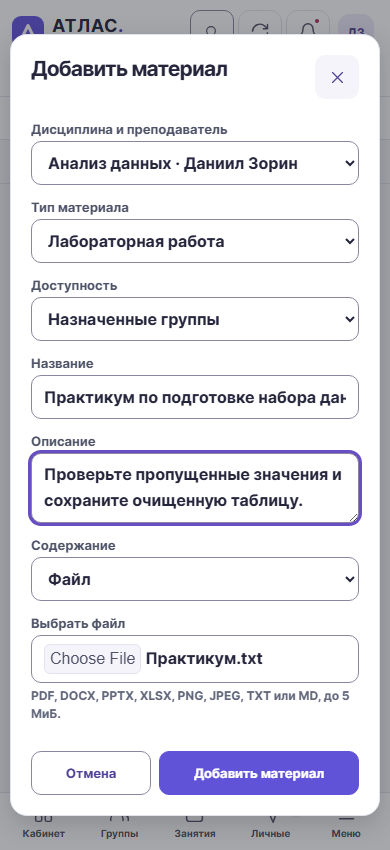 АТЛАС.
ДЗ
Добавить материал
Дисциплина и преподаватель
Анализ данных · Даниил Зорин
Тип материала
Лабораторная работа
Доступность
Назначенные группы
Название
Практикум по подготовке набора дан
Описание
Проверьте пропущенные значения и
сохраните очищенную таблицу.
Содержание
Файл
Выбрать файл
Choose File Практикум.txt
PDF, DOCX, PPTX, XLSX, PNG, JPEG, TXT или MD, до 5
МиБ.
Отмена
Добавить материал
Кабинет
Группы
Занятия
Личные
Меню